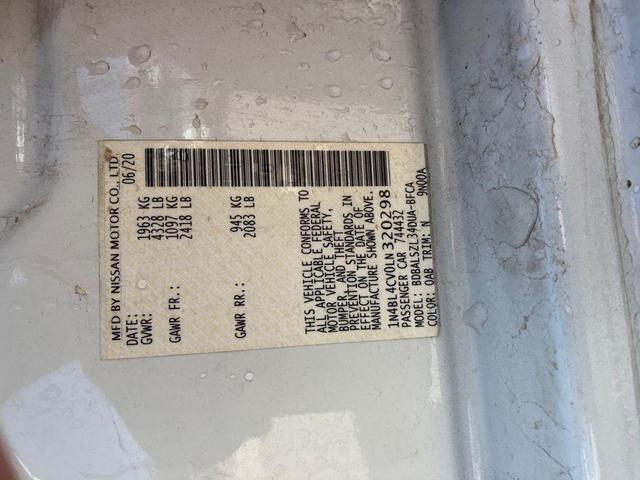 MFD BY NISSAN MOTOR CO., LTD.
DATE: 06/20
GVWR: 1963 KG
4328 LB
GAWR FR.: 1097 KG
2418 LB
GAWR RR.: 945 KG
2083 LB
THIS VEHICLE CONFORMS TO
ALL APPLICABLE FEDERAL
MOTOR VEHICLE SAFETY,
BUMPER, AND THEFT
PREVENTION STANDARDS IN
EFFECT ON THE DATE OF
MANUFACTURE SHOWN ABOVE.
1N4BL4CV0LN320298
PASSENGER CAR 744432
MODEL: BDBALSZL340UA-BFCA
COLOR: QAB TRIM: N 9W00A